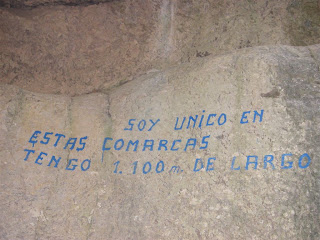 SOY UNICO EN
ESTAS COMARCAS
TENGO 1.100 m. DE LARGO